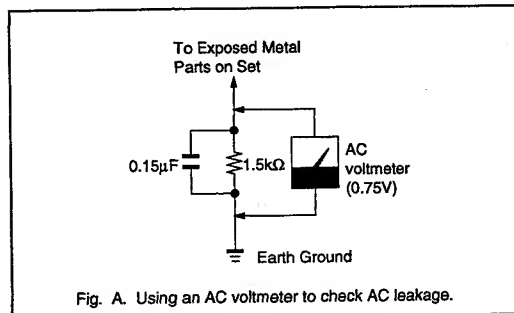 To Exposed Metal
Parts on Set
0.15μF
1.5kΩ
AC
voltmeter
(0.75V)
Earth Ground
Fig. A. Using an AC voltmeter to check AC leakage.